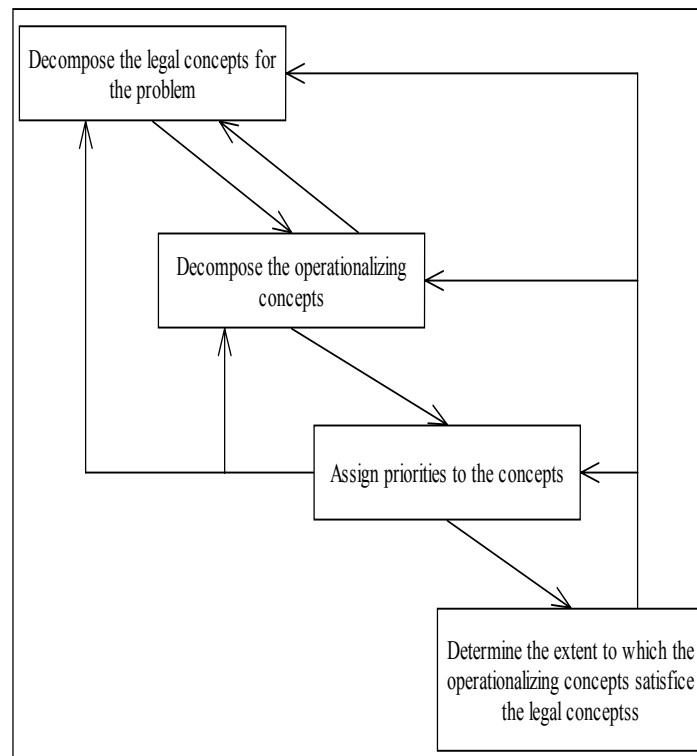 Decompose the legal concepts for
the problem
Decompose the operationalizing
concepts
Assign priorities to the concepts
Determine the extent to which the
operationalizing concepts satisfice
the legal conceptss